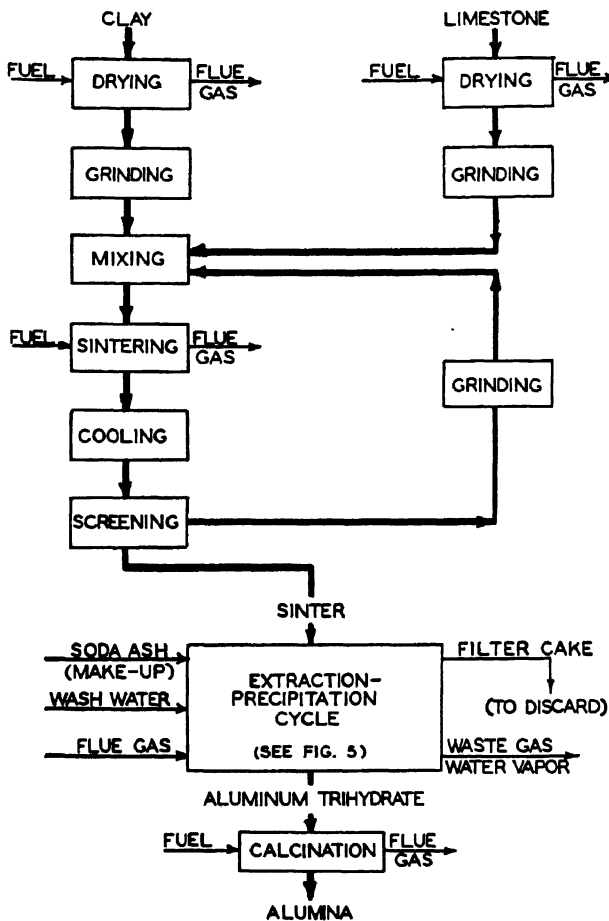 CLAY
LIMESTONE
FUEL
DRYING
FLUE
GAS
FUEL
DRYING
FLUE
GAS
GRINDING
GRINDING
MIXING
FUEL
SINTERING
FLUE
GAS
GRINDING
COOLING
SCREENING
SINTER
SODA ASH
(MAKE-UP)
WASH WATER
FLUE GAS
EXTRACTION-
PRECIPITATION
CYCLE
(SEE FIG. 5)
FILTER CAKE
(TO DISCARD)
WASTE GAS
WATER VAPOR
ALUMINUM TRIHYDRATE
FUEL
CALCINATION
FLUE
GAS
ALUMINA